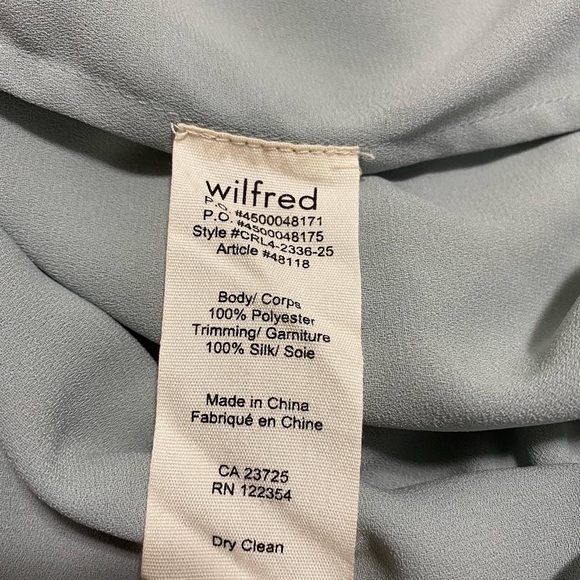 wilfred
P.O. #4500048171
P.O. #4500048175
Style #CRL4-2336-25
Article #48118
Body/ Corps
100% Polyester
Trimming/ Garniture
100% Silk/ Soie
Made in China
Fabriqué en Chine
CA 23725
RN 122354
Dry Clean